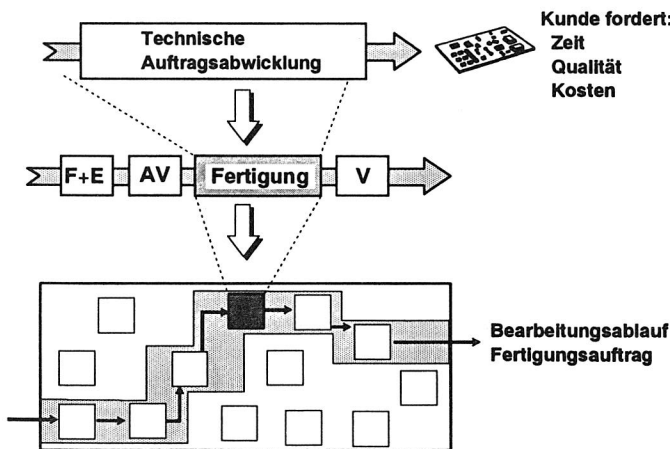 Technische
Auftragsabwicklung
Kunde fordert:
Zeit
Qualität
Kosten
F+E
AV
Fertigung
V
Bearbeitungsablauf
Fertigungsauftrag